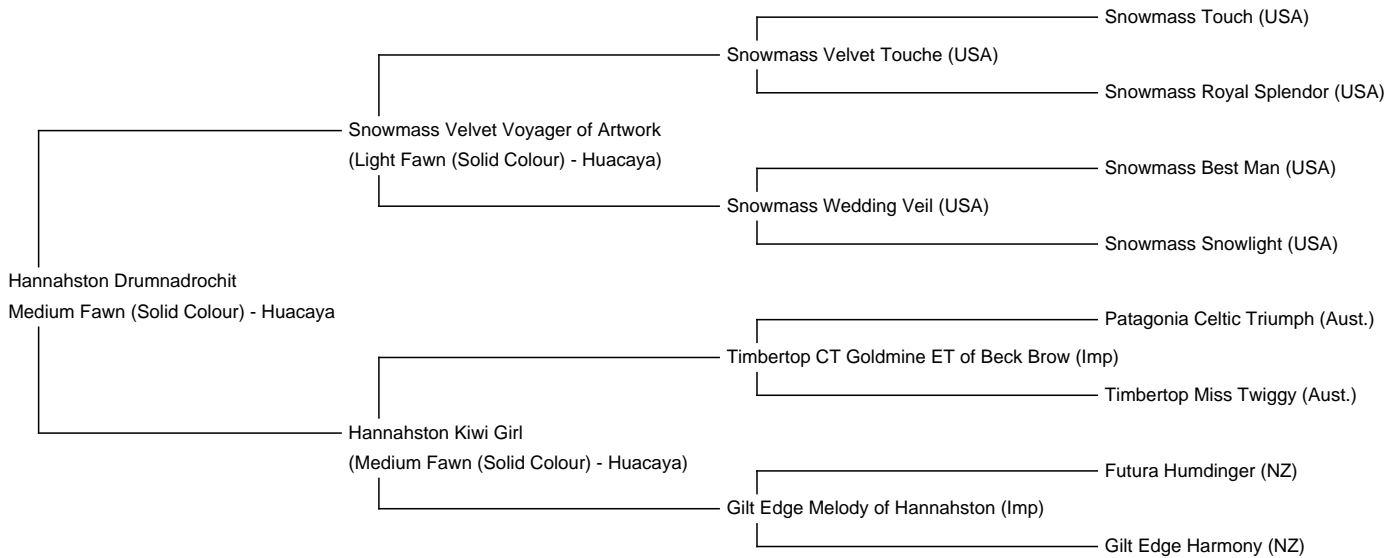 Snowmass Touch (USA)
Snowmass Velvet Touche (USA)
Snowmass Royal Splendor (USA)
Snowmass Velvet Voyager of Artwork
(Light Fawn (Solid Colour) - Huacaya)
Snowmass Best Man (USA)
Snowmass Wedding Veil (USA)
Snowmass Snowlight (USA)
Hannahston Drumnadrochit
Medium Fawn (Solid Colour) - Huacaya
Patagonia Celtic Triumph (Aust.)
Timbertop CT Goldmine ET of Beck Brow (Imp)
Timbertop Miss Twiggy (Aust.)
Hannahston Kiwi Girl
(Medium Fawn (Solid Colour) - Huacaya)
Futura Humdinger (NZ)
Gilt Edge Melody of Hannahston (Imp)
Gilt Edge Harmony (NZ)